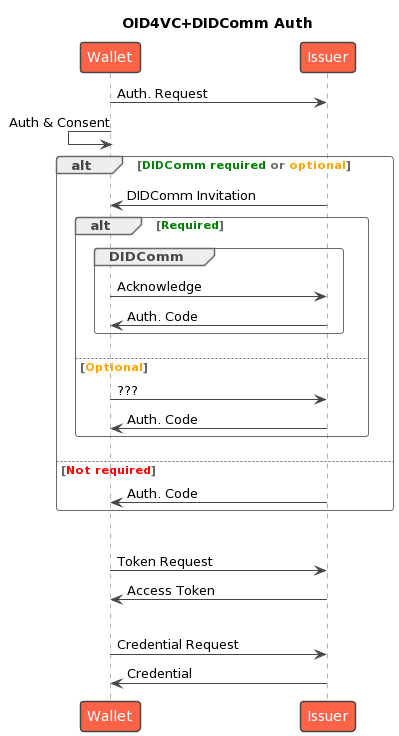 OID4VC+DIDComm Auth
Wallet Issuer
Auth. Request
Auth & Consent
alt [DIDComm required or optional]
DIDComm Invitation
alt [Required]
DIDComm
Acknowledge
Auth. Code
[Optional]
???
Auth. Code
[Not required]
Auth. Code
Token Request
Access Token
Credential Request
Credential
Wallet Issuer